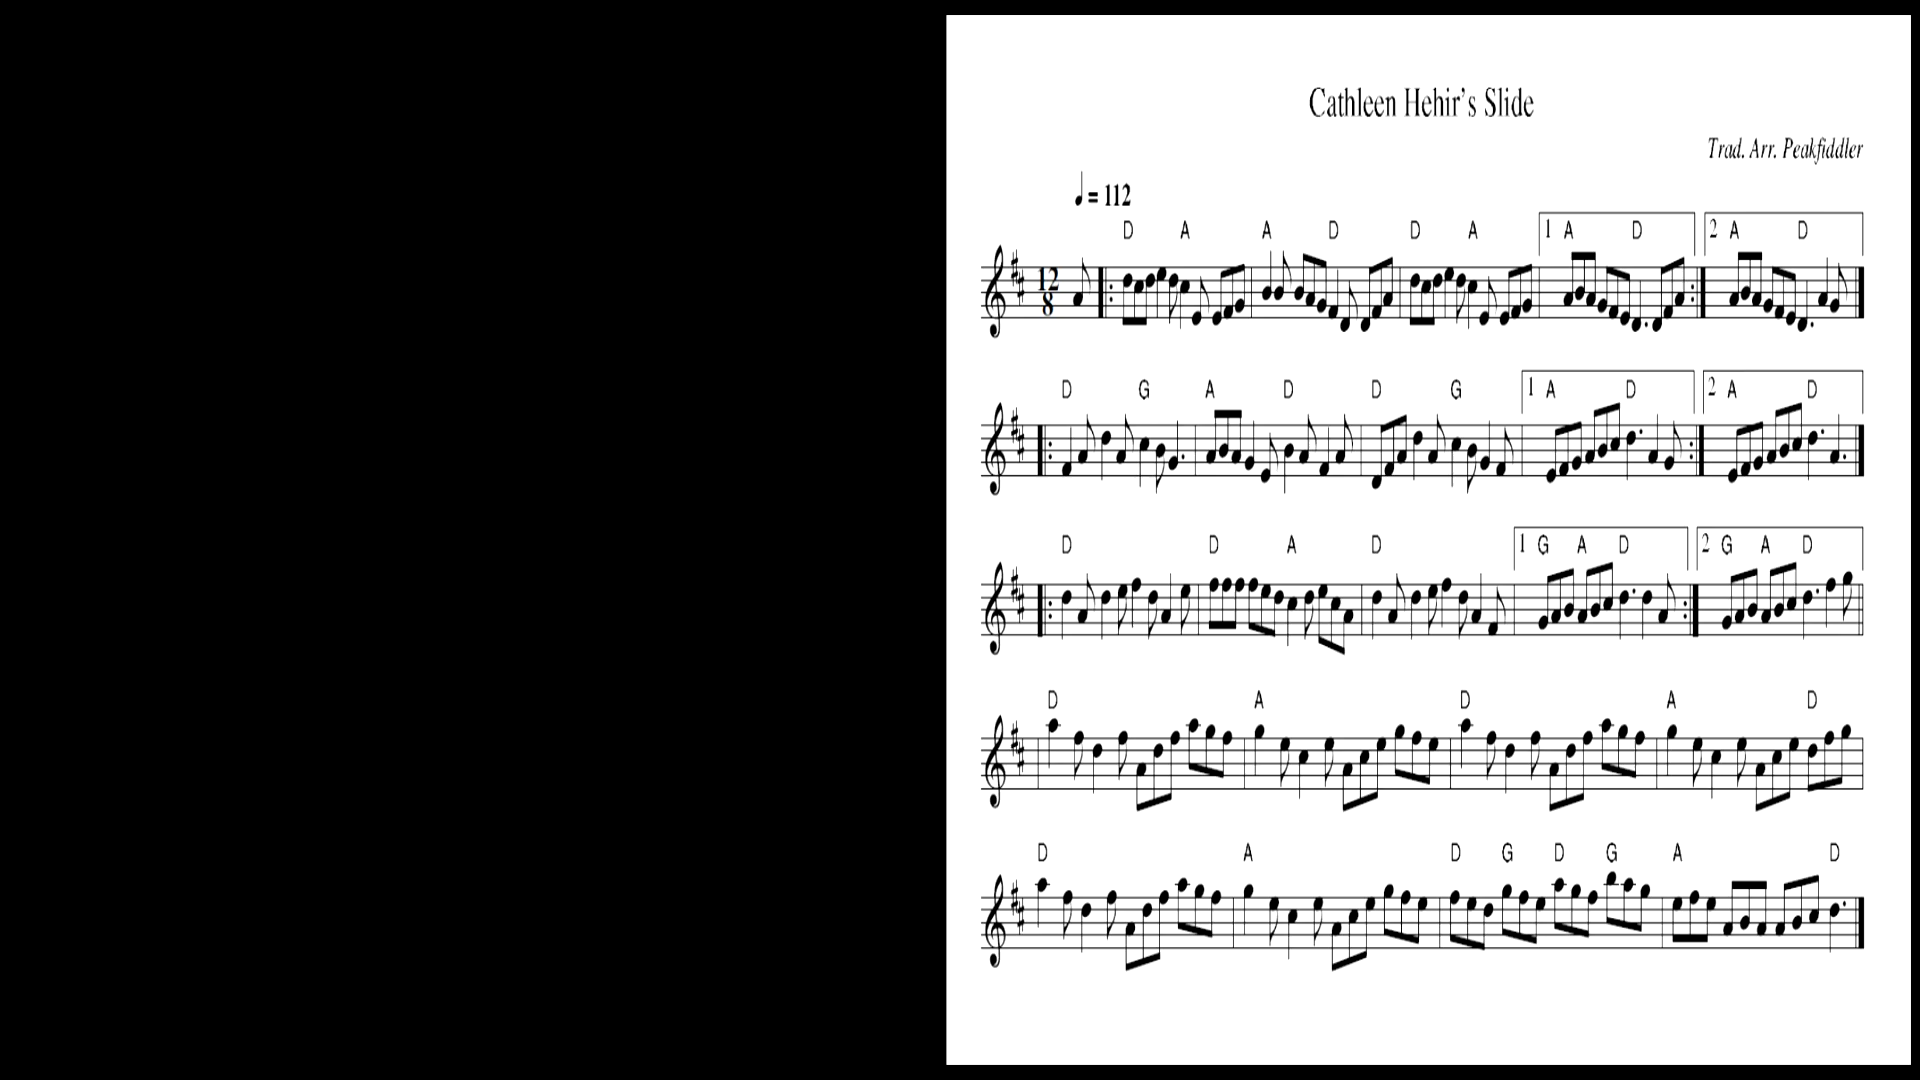 Cathleen Hehir's Slide
Trad. Arr. Peakfiddler
= 112
D A A D D A 1 A D 2 A D
12
8
D G A D D G 1 A D 2 A D
D D A D 1 G A D 2 G A D
D A D A D
D A D G D G A D